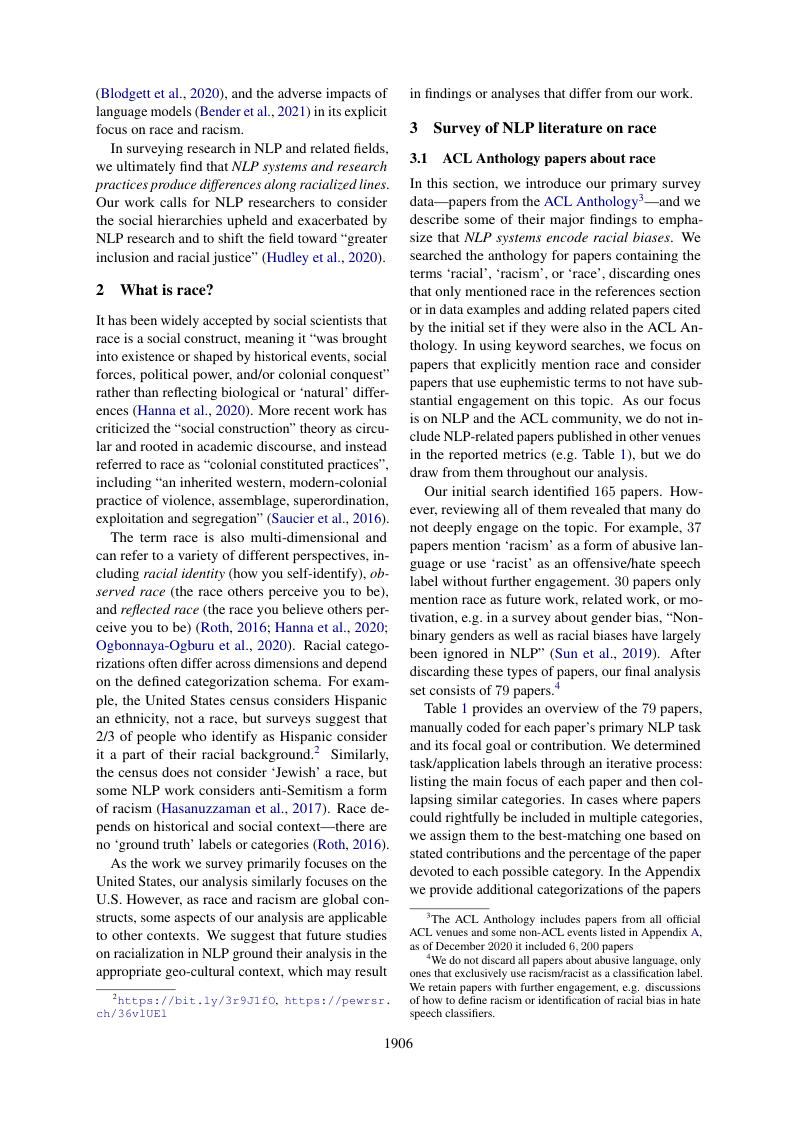 (Blodgett et al., 2020), and the adverse impacts of
language models (Bender et al., 2021) in its explicit
focus on race and racism.
In surveying research in NLP and related fields,
we ultimately find that NLP systems and research
practices produce differences along racialized lines.
Our work calls for NLP researchers to consider
the social hierarchies upheld and exacerbated by
NLP research and to shift the field toward “greater
inclusion and racial justice” (Hudley et al., 2020).
2 What is race?
It has been widely accepted by social scientists that
race is a social construct, meaning it “was brought
into existence or shaped by historical events, social
forces, political power, and/or colonial conquest”
rather than reflecting biological or ‘natural’ differ-
ences (Hanna et al., 2020). More recent work has
criticized the “social construction” theory as circu-
lar and rooted in academic discourse, and instead
referred to race as “colonial constituted practices”,
including “an inherited western, modern-colonial
practice of violence, assemblage, superordination,
exploitation and segregation” (Saucier et al., 2016).
The term race is also multi-dimensional and
can refer to a variety of different perspectives, in-
cluding racial identity (how you self-identify), ob-
served race (the race others perceive you to be),
and reflected race (the race you believe others per-
ceive you to be) (Roth, 2016; Hanna et al., 2020;
Ogbonnaya-Ogburu et al., 2020). Racial catego-
rizations often differ across dimensions and depend
on the defined categorization schema. For exam-
ple, the United States census considers Hispanic
an ethnicity, not a race, but surveys suggest that
2/3 of people who identify as Hispanic consider
it a part of their racial background.2 Similarly,
the census does not consider ‘Jewish’ a race, but
some NLP work considers anti-Semitism a form
of racism (Hasanuzzaman et al., 2017). Race de-
pends on historical and social context—there are
no ‘ground truth’ labels or categories (Roth, 2016).
As the work we survey primarily focuses on the
United States, our analysis similarly focuses on the
U.S. However, as race and racism are global con-
structs, some aspects of our analysis are applicable
to other contexts. We suggest that future studies
on racialization in NLP ground their analysis in the
appropriate geo-cultural context, which may result
2https://bit.ly/3r9J1fO, https://pewrsr.
ch/36vlUEl
in findings or analyses that differ from our work.
3 Survey of NLP literature on race
3.1 ACL Anthology papers about race
In this section, we introduce our primary survey
data—papers from the ACL Anthology3—and we
describe some of their major findings to empha-
size that NLP systems encode racial biases. We
searched the anthology for papers containing the
terms ‘racial’, ‘racism’, or ‘race’, discarding ones
that only mentioned race in the references section
or in data examples and adding related papers cited
by the initial set if they were also in the ACL An-
thology. In using keyword searches, we focus on
papers that explicitly mention race and consider
papers that use euphemistic terms to not have sub-
stantial engagement on this topic. As our focus
is on NLP and the ACL community, we do not in-
clude NLP-related papers published in other venues
in the reported metrics (e.g. Table 1), but we do
draw from them throughout our analysis.
Our initial search identified 165 papers. How-
ever, reviewing all of them revealed that many do
not deeply engage on the topic. For example, 37
papers mention ‘racism’ as a form of abusive lan-
guage or use ‘racist’ as an offensive/hate speech
label without further engagement. 30 papers only
mention race as future work, related work, or mo-
tivation, e.g. in a survey about gender bias, “Non-
binary genders as well as racial biases have largely
been ignored in NLP” (Sun et al., 2019). After
discarding these types of papers, our final analysis
set consists of 79 papers.4
Table 1 provides an overview of the 79 papers,
manually coded for each paper’s primary NLP task
and its focal goal or contribution. We determined
task/application labels through an iterative process:
listing the main focus of each paper and then col-
lapsing similar categories. In cases where papers
could rightfully be included in multiple categories,
we assign them to the best-matching one based on
stated contributions and the percentage of the paper
devoted to each possible category. In the Appendix
we provide additional categorizations of the papers
3The ACL Anthology includes papers from all official
ACL venues and some non-ACL events listed in Appendix A,
as of December 2020 it included 6, 200 papers
4We do not discard all papers about abusive language, only
ones that exclusively use racism/racist as a classification label.
We retain papers with further engagement, e.g. discussions
of how to define racism or identification of racial bias in hate
speech classifiers.
1906